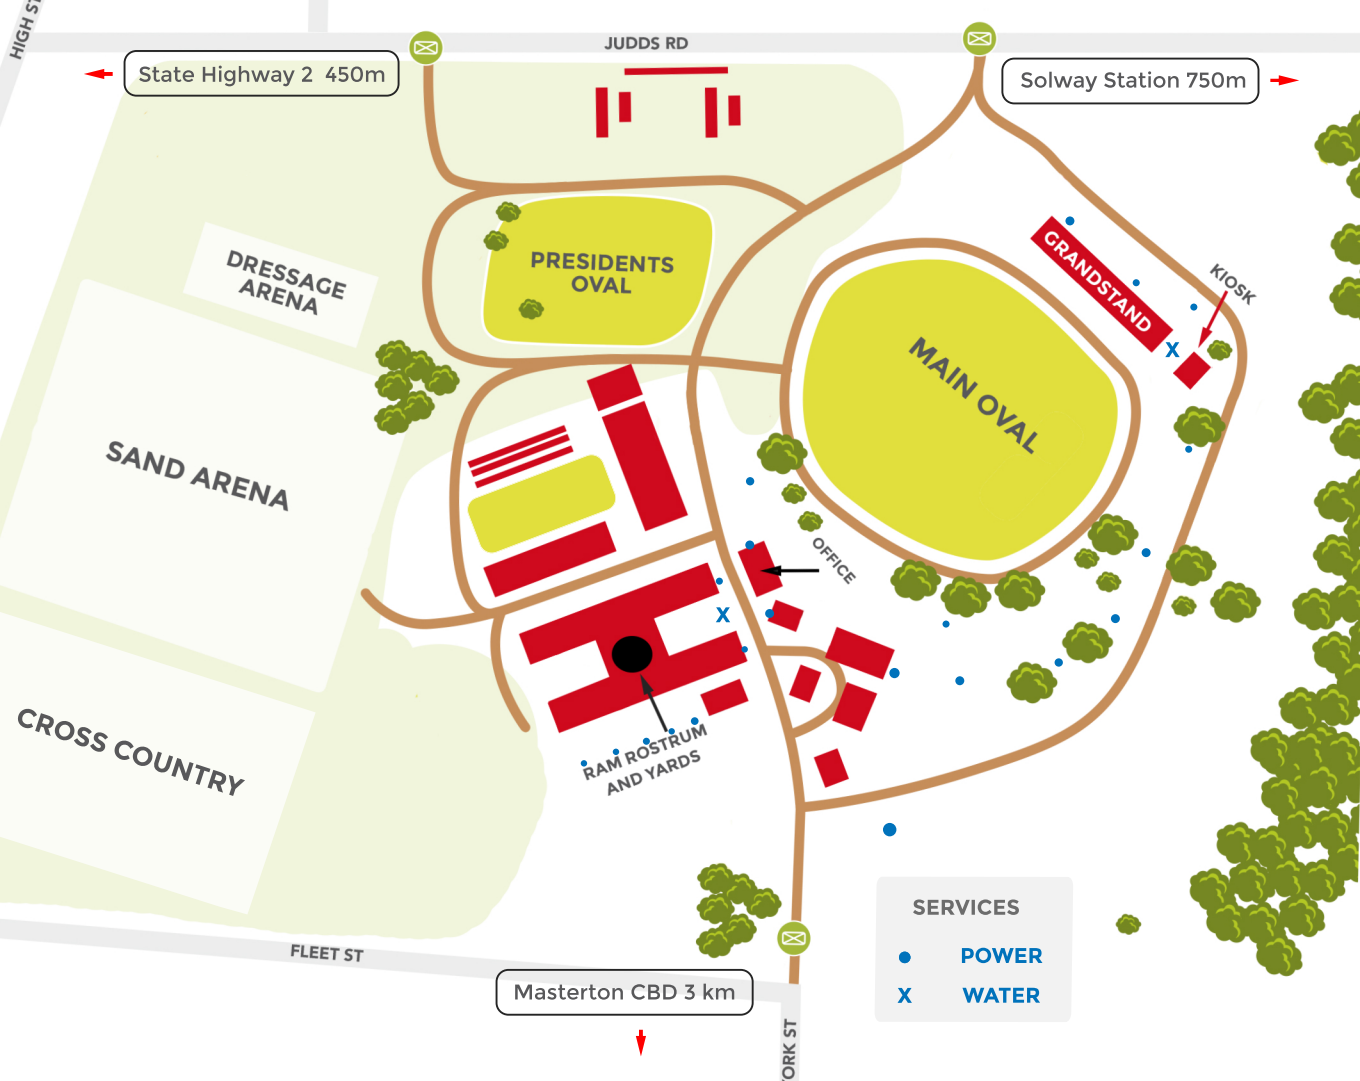 HIGH ST
JUDDS RD
State Highway 2 450m
Solway Station 750m
GRANDSTAND
KIOSK
X
DRESSAGE
ARENA
PRESIDENTS
OVAL
MAIN OVAL
SAND ARENA
OFFICE
X
CROSS COUNTRY
RAM ROSTRUM
AND YARDS
SERVICES
POWER
X WATER
FLEET ST
Masterton CBD 3 km
ORK ST